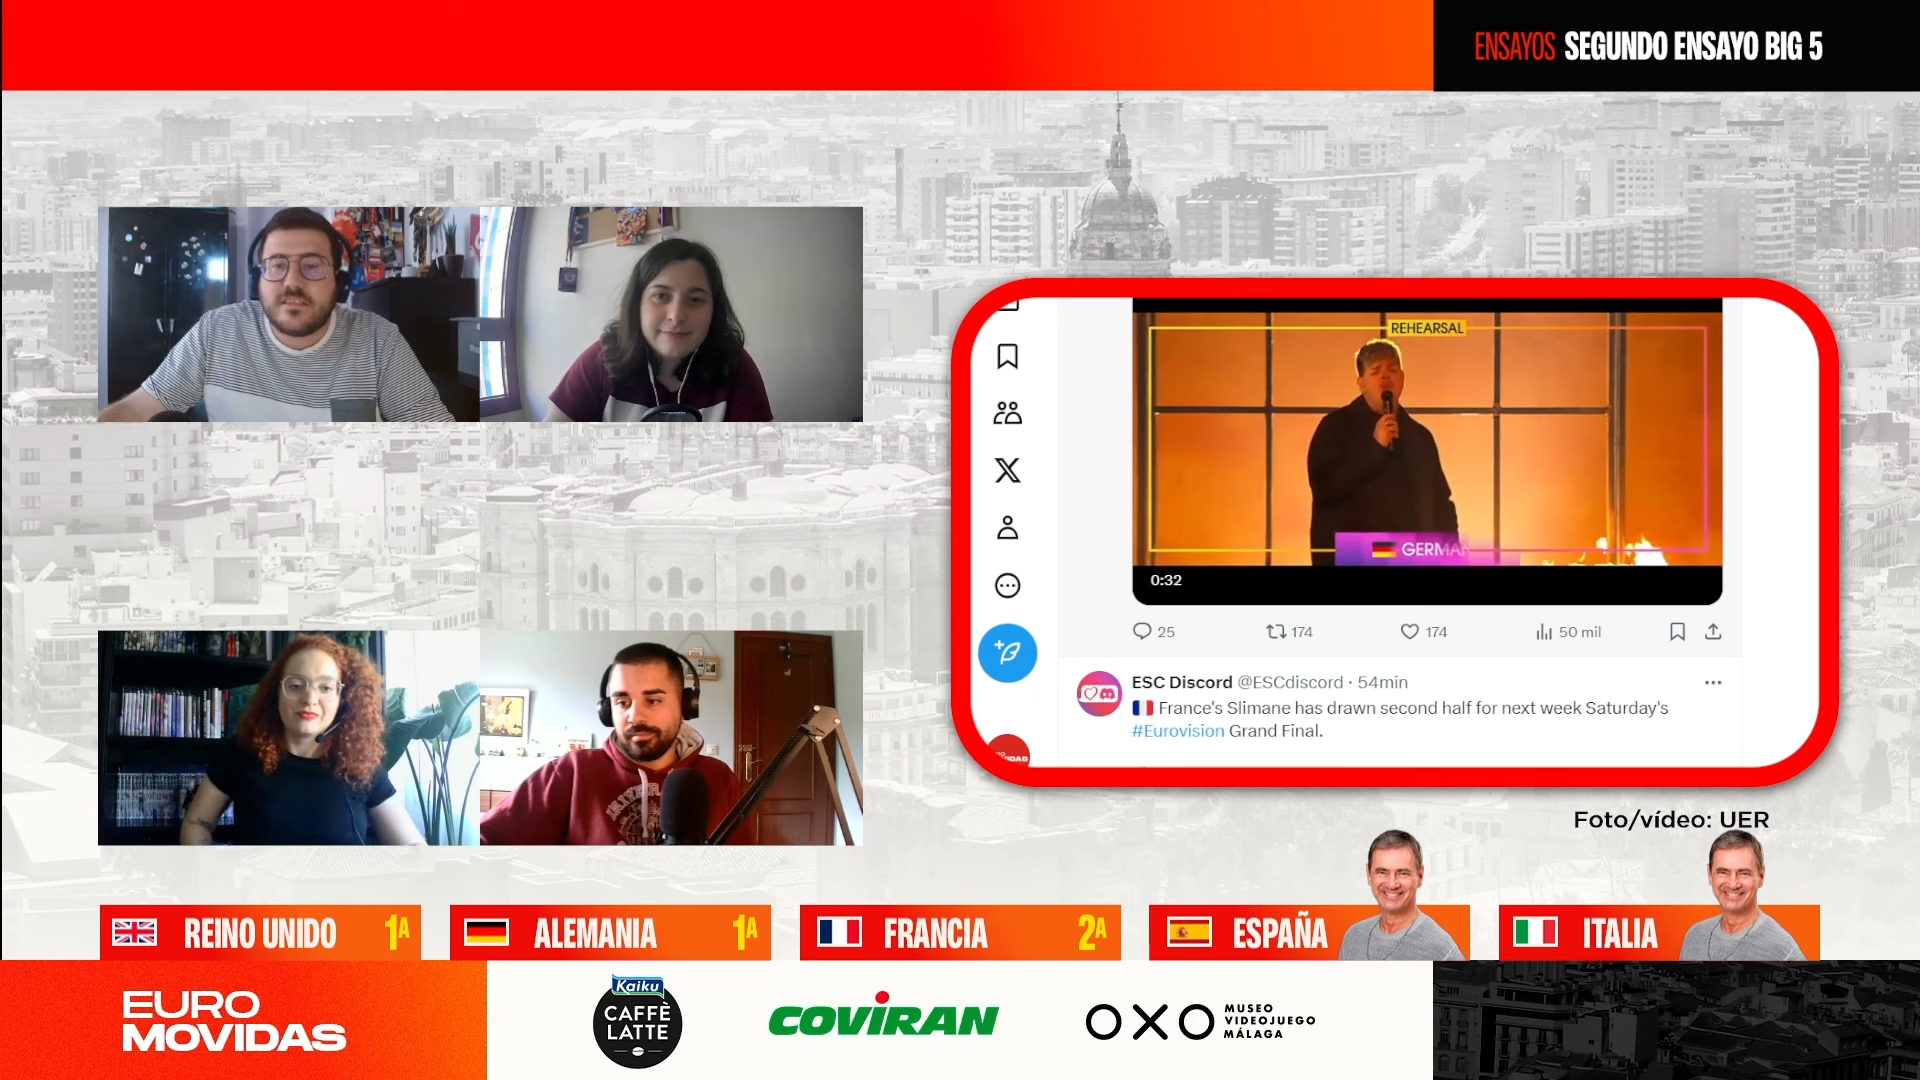 ENSAYOS SEGUNDO ENSAYO BIG 5
REHEARSAL
GERMAN
0:32
25
174
174
50 mil
ESC Discord @ESCdiscord · 54min
France's Slimane has drawn second half for next week Saturday's
#Eurovision Grand Final.
Foto/vídeo: UER
REINO UNIDO 1ª
ALEMANIA 1ª
FRANCIA 2ª
ESPAÑA
ITALIA
EURO
MOVIDAS
Kaiku
CAFFÈ
LATTE
COVIRAN
OXO
MUSEO
VIDEOJUEGO
MÁLAGA